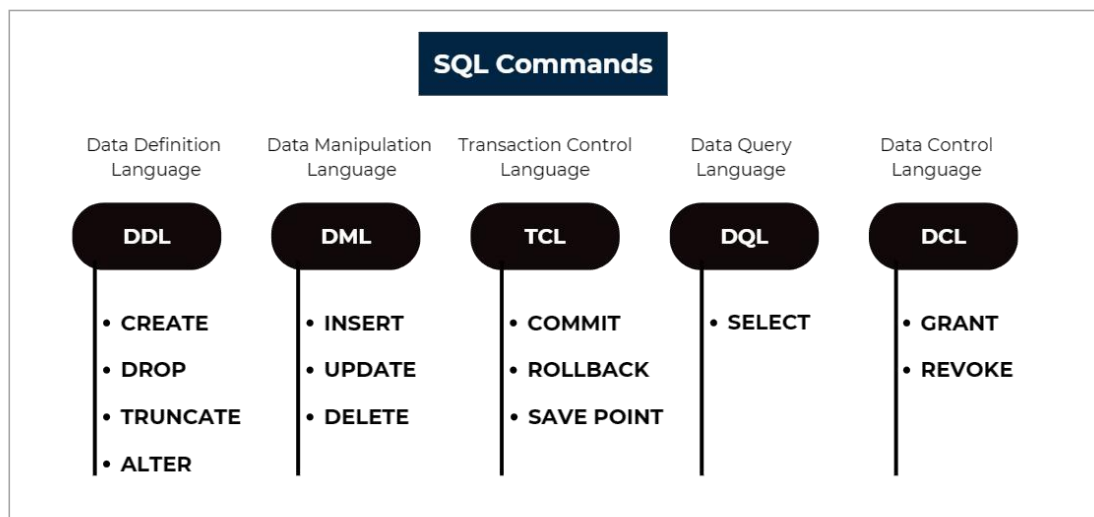 SQL Commands
Data Definition
Language
DDL
• CREATE
• DROP
• TRUNCATE
• ALTER
Data Manipulation
Language
DML
• INSERT
• UPDATE
• DELETE
Transaction Control
Language
TCL
• COMMIT
• ROLLBACK
• SAVE POINT
Data Query
Language
DQL
• SELECT
Data Control
Language
DCL
• GRANT
• REVOKE